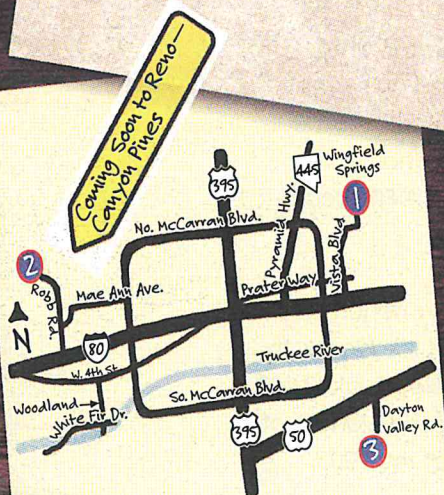 Coming Soon to Reno—
Canyon Pines
395
445
Wingfield
Springs
1
No. McCarran Blvd.
Pyramid Hwy.
Vista Blvd
2
Robb Rd.
Mae Ann Ave.
Prater Way
N
80
W. 4th St
Truckee River
Woodland
White Fir Dr.
So. McCarran Blvd.
395
50
Dayton
Valley Rd.
3